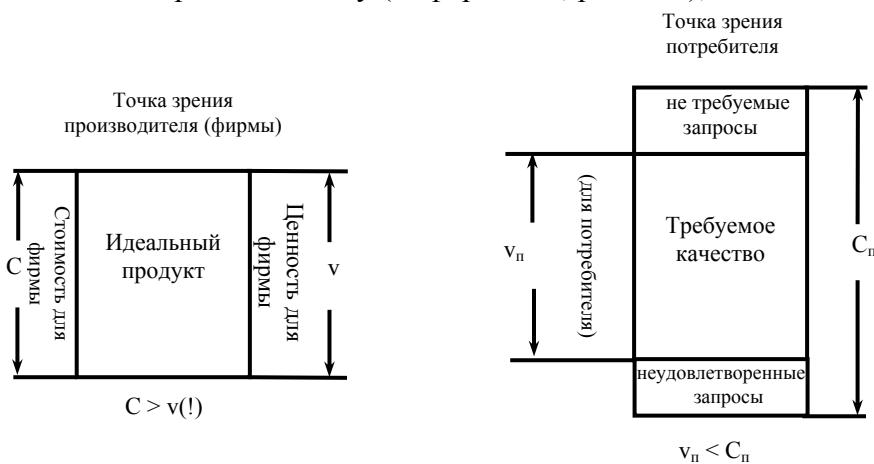 Точка зрения
потребителя
не требуемые
запросы
Точка зрения
производителя (фирмы)
C
Стоимость для
фирмы
Идеальный
продукт
Ценность для
фирмы
v
C > v(!)
vп
(для потребителя)
Требуемое
качество
Cп
неудовлетворенные
запросы
vп < Cп